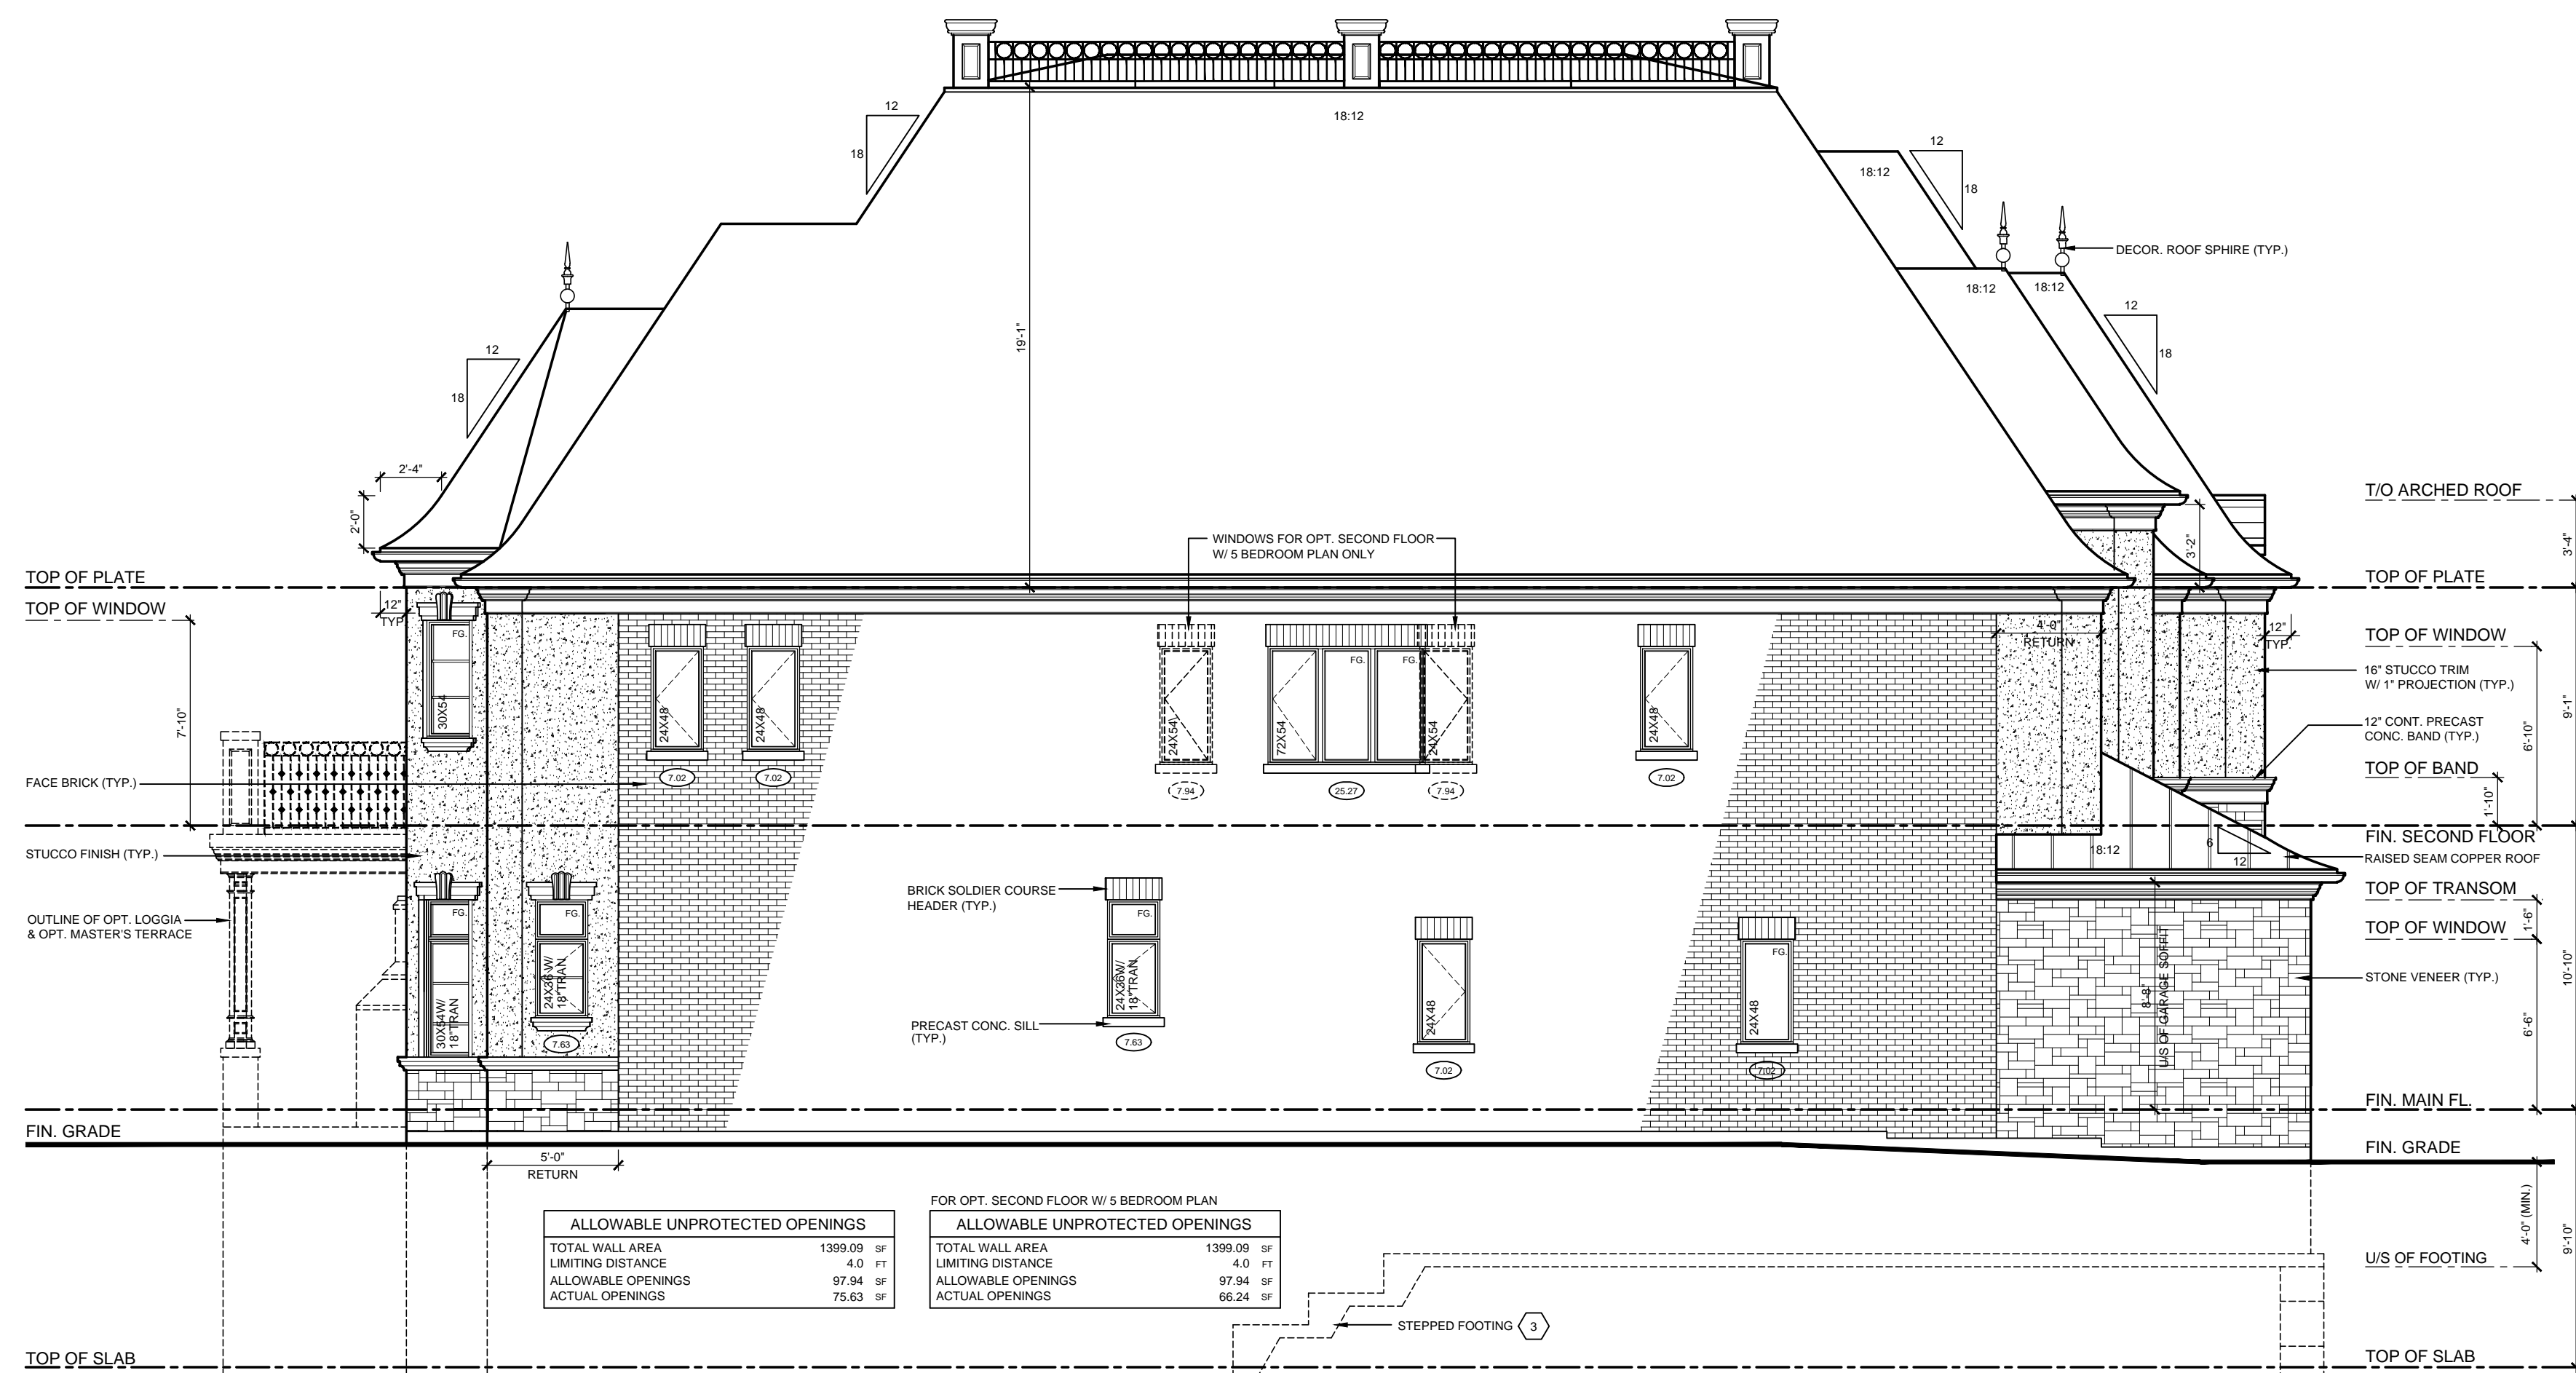 18:12
12
18
12
18
18:12
DECOR. ROOF SPHIRE (TYP.)
18:12
18:12
12
18
19'-1"
12
18
2'-4"
2'-0"
T/O ARCHED ROOF
WINDOWS FOR OPT. SECOND FLOOR
W/ 5 BEDROOM PLAN ONLY
3'-2"
3'-4"
TOP OF PLATE
TOP OF PLATE
TOP OF WINDOW
12"
TYP.
FG.
30X54
7'-10"
24X48
24X48
24X54
72X54
FG.
FG.
24X54
24X48
4'-0"
RETURN
12"
TYP.
TOP OF WINDOW
16" STUCCO TRIM
W/ 1" PROJECTION (TYP.)
9'-1"
12" CONT. PRECAST
CONC. BAND (TYP.)
6'-10"
TOP OF BAND
1'-10"
FACE BRICK (TYP.)
7.02
7.02
7.94
25.27
7.94
7.02
FIN. SECOND FLOOR
STUCCO FINISH (TYP.)
18:12
6
12
RAISED SEAM COPPER ROOF
BRICK SOLDIER COURSE
HEADER (TYP.)
TOP OF TRANSOM
OUTLINE OF OPT. LOGGIA
& OPT. MASTER'S TERRACE
FG.
FG.
FG.
FG.
1'-6"
TOP OF WINDOW
30X54W/
18"TRAN
24X36 W/
18"TRAN
24X36W/
18"TRAN
24X48
24X48
8'-8"
U/S OF GARAGE SOFFIT
STONE VENEER (TYP.)
10'-10"
6'-6"
PRECAST CONC. SILL
(TYP.)
7.63
7.63
7.02
7.02
FIN. MAIN FL.
FIN. GRADE
FIN. GRADE
5'-0"
RETURN
4'-0" (MIN.)
9'-10"
U/S OF FOOTING
ALLOWABLE UNPROTECTED OPENINGS
TOTAL WALL AREA 1399.09 SF
LIMITING DISTANCE 4.0 FT
ALLOWABLE OPENINGS 97.94 SF
ACTUAL OPENINGS 75.63 SF
FOR OPT. SECOND FLOOR W/ 5 BEDROOM PLAN
ALLOWABLE UNPROTECTED OPENINGS
TOTAL WALL AREA 1399.09 SF
LIMITING DISTANCE 4.0 FT
ALLOWABLE OPENINGS 97.94 SF
ACTUAL OPENINGS 66.24 SF
STEPPED FOOTING 3
TOP OF SLAB
TOP OF SLAB